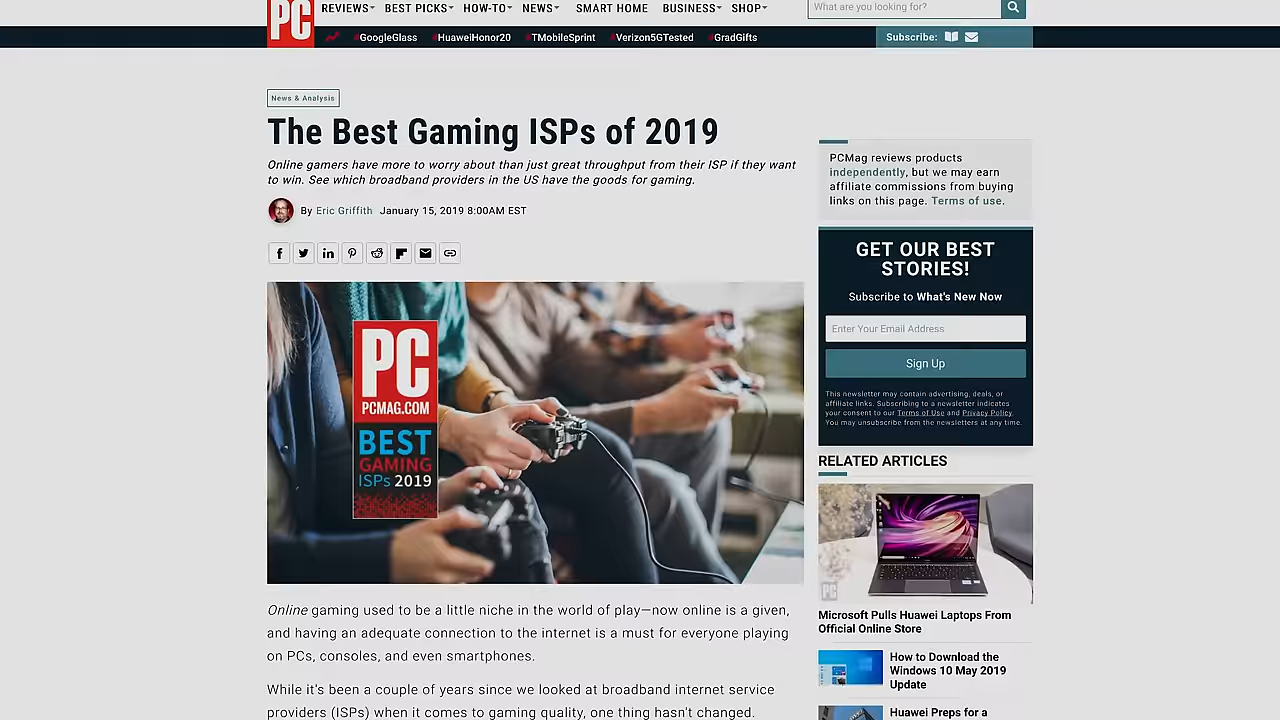 PC
REVIEWS
BEST PICKS
HOW-TO
NEWS
SMART HOME
BUSINESS
SHOP
What are you looking for?
#GoogleGlass
#HuaweiHonor20
#TMobileSprint
#Verizon5GTested
#GradGifts
Subscribe:
News & Analysis
The Best Gaming ISPs of 2019
Online gamers have more to worry about than just great throughput from their ISP if they want
to win. See which broadband providers in the US have the goods for gaming.
By Eric Griffith January 15, 2019 8:00AM EST
PC
PCMAG.COM
BEST
GAMING
ISPs 2019
Online gaming used to be a little niche in the world of play—now online is a given,
and having an adequate connection to the internet is a must for everyone playing
on PCs, consoles, and even smartphones.
While it's been a couple of years since we looked at broadband internet service
providers (ISPs) when it comes to gaming quality, one thing hasn't changed.
PCMag reviews products
independently, but we may earn
affiliate commissions from buying
links on this page. Terms of use.
GET OUR BEST
STORIES!
Subscribe to What's New Now
Enter Your Email Address
Sign Up
This newsletter may contain advertising, deals, or
affiliate links. Subscribing to a newsletter indicates
your consent to our Terms of Use and Privacy Policy.
You may unsubscribe from the newsletters at any time.
RELATED ARTICLES
PC
Microsoft Pulls Huawei Laptops From
Official Online Store
How to Download the
Windows 10 May 2019
Update
Huawei Preps for a